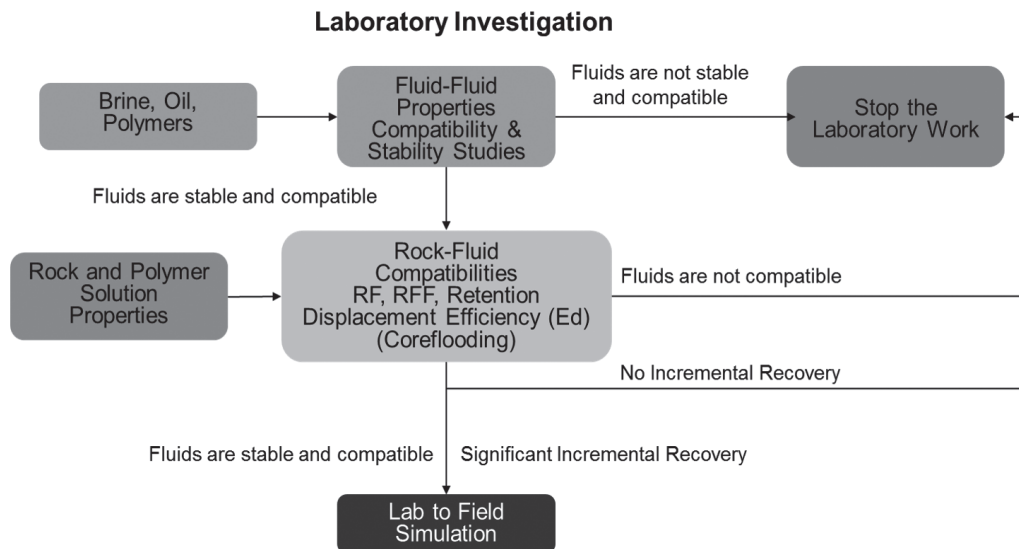 Laboratory Investigation
Brine, Oil,
Polymers
Fluid-Fluid
Properties
Compatibility &
Stability Studies
Fluids are not stable
and compatible
Stop the
Laboratory Work
Fluids are stable and compatible
Rock and Polymer
Solution
Properties
Rock-Fluid
Compatibilities
RF, RFF, Retention
Displacement Efficiency (Ed)
(Coreflooding)
Fluids are not compatible
No Incremental Recovery
Fluids are stable and compatible
Significant Incremental Recovery
Lab to Field
Simulation